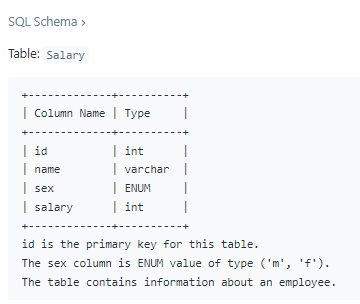 SQL Schema >
Table: Salary
+-------------+----------+
| Column Name | Type     |
+-------------+----------+
| id          | int      |
| name        | varchar  |
| sex         | ENUM     |
| salary      | int      |
+-------------+----------+
id is the primary key for this table.
The sex column is ENUM value of type ('m', 'f').
The table contains information about an employee.